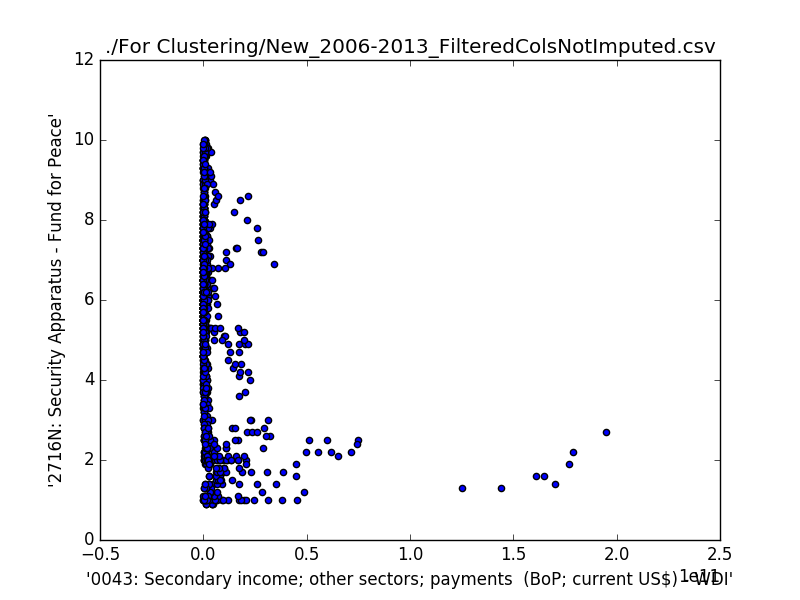 ./For Clustering/New_2006-2013_FilteredColsNotImputed.csv
12
10
8
6
4
2
0
'2716N: Security Apparatus - Fund for Peace'
−0.5 0.0 0.5 1.0 1.5 2.0 2.5
1e11
'0043: Secondary income; other sectors; payments (BoP; current US$) - WDI'